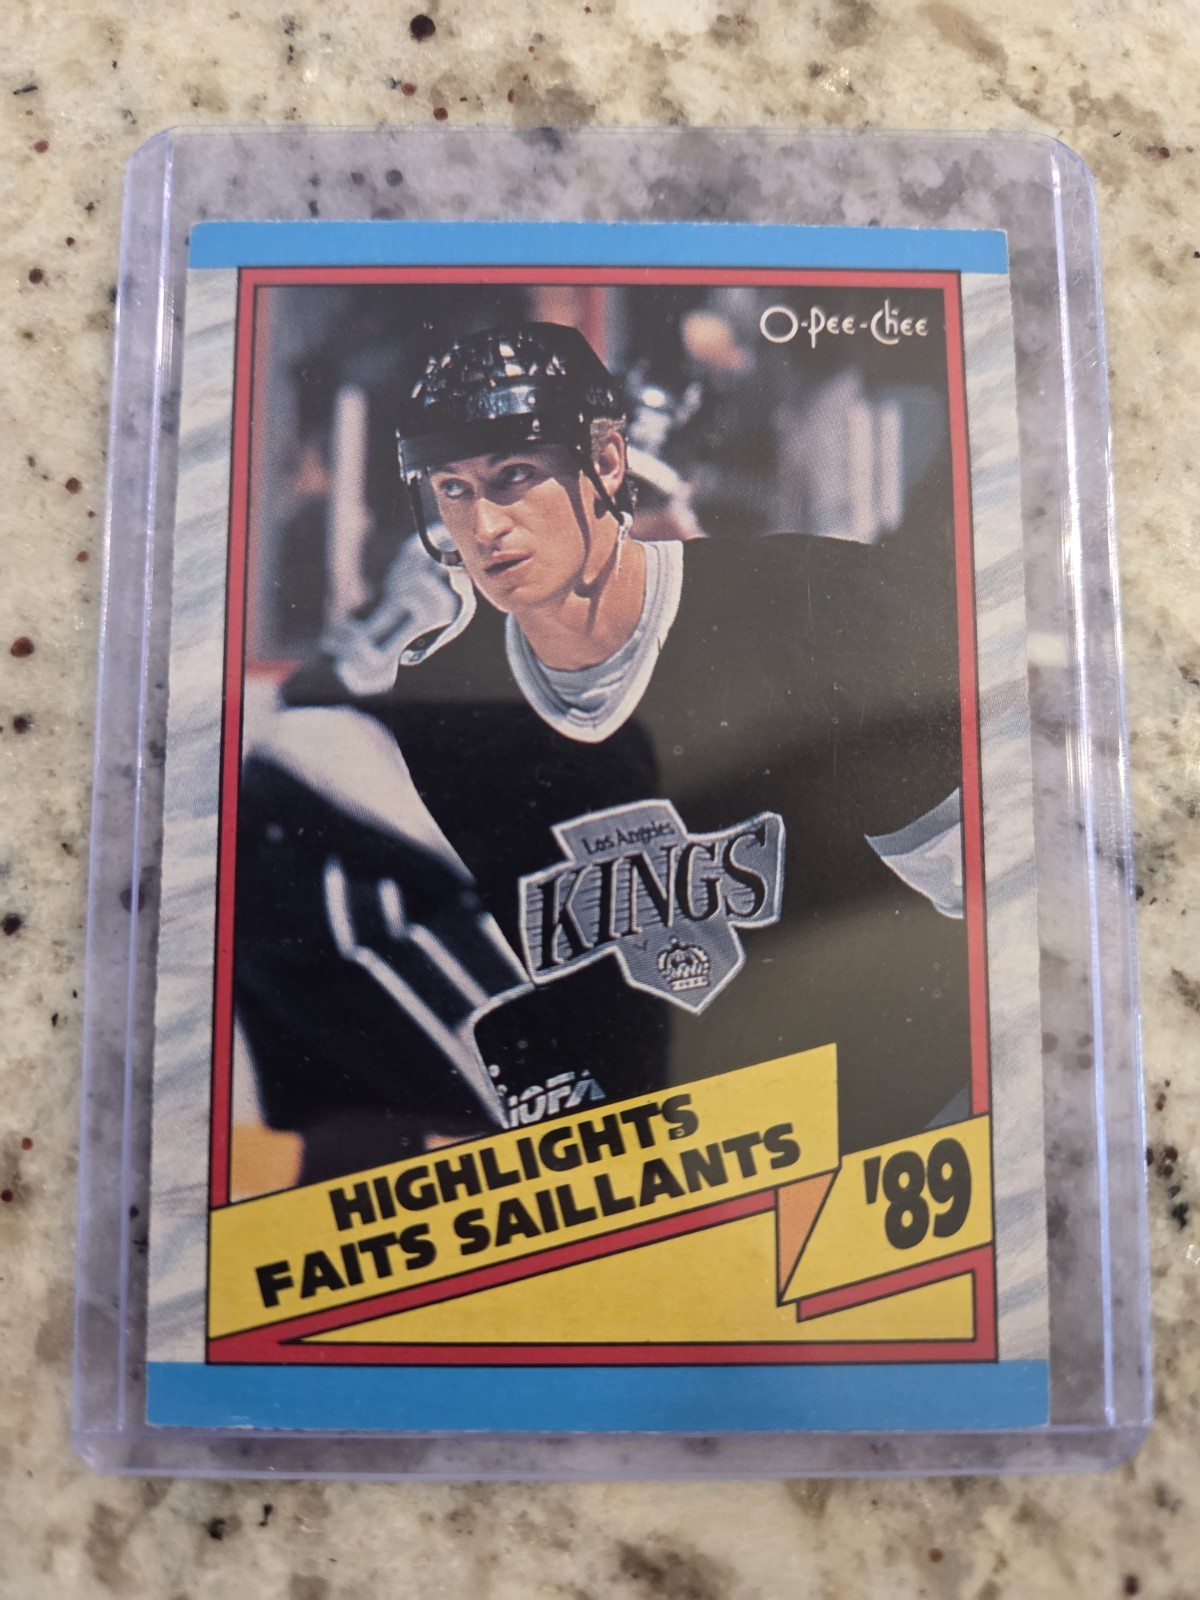 O-Pee-Chee
Los Angeles
KINGS
HIGHLIGHTS
FAITS SAILLANTS
'89